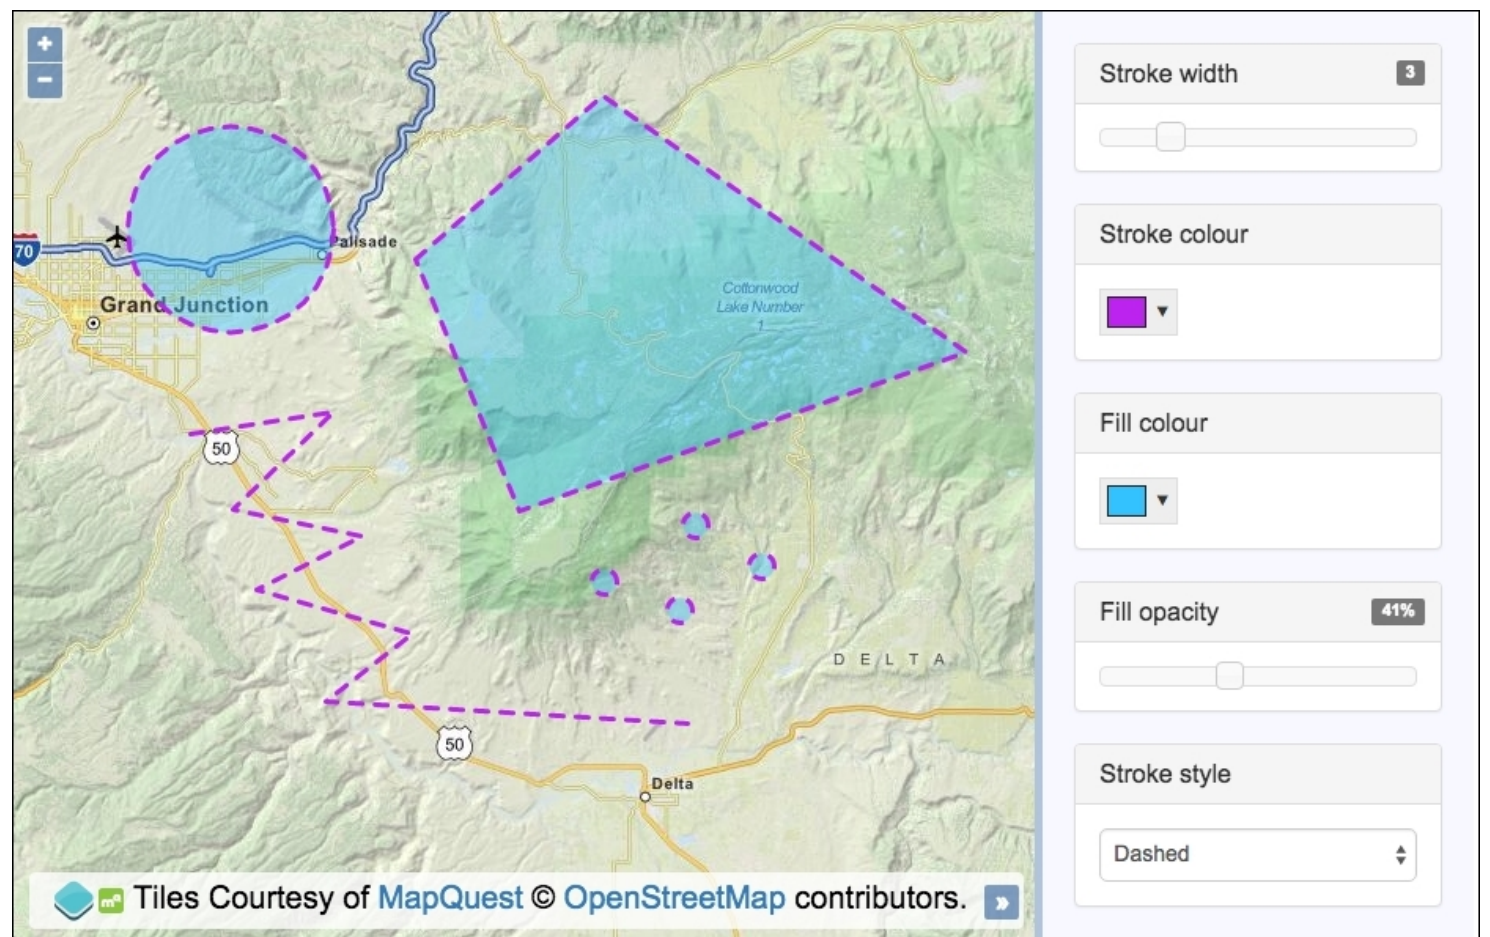 +
−
70
Palisade
Grand Junction
Cottonwood
Lake Number
1
50
DELTA
50
Delta
Tiles Courtesy of MapQuest © OpenStreetMap contributors.
»
Stroke width 3
Stroke colour
Fill colour
Fill opacity 41%
Stroke style
Dashed